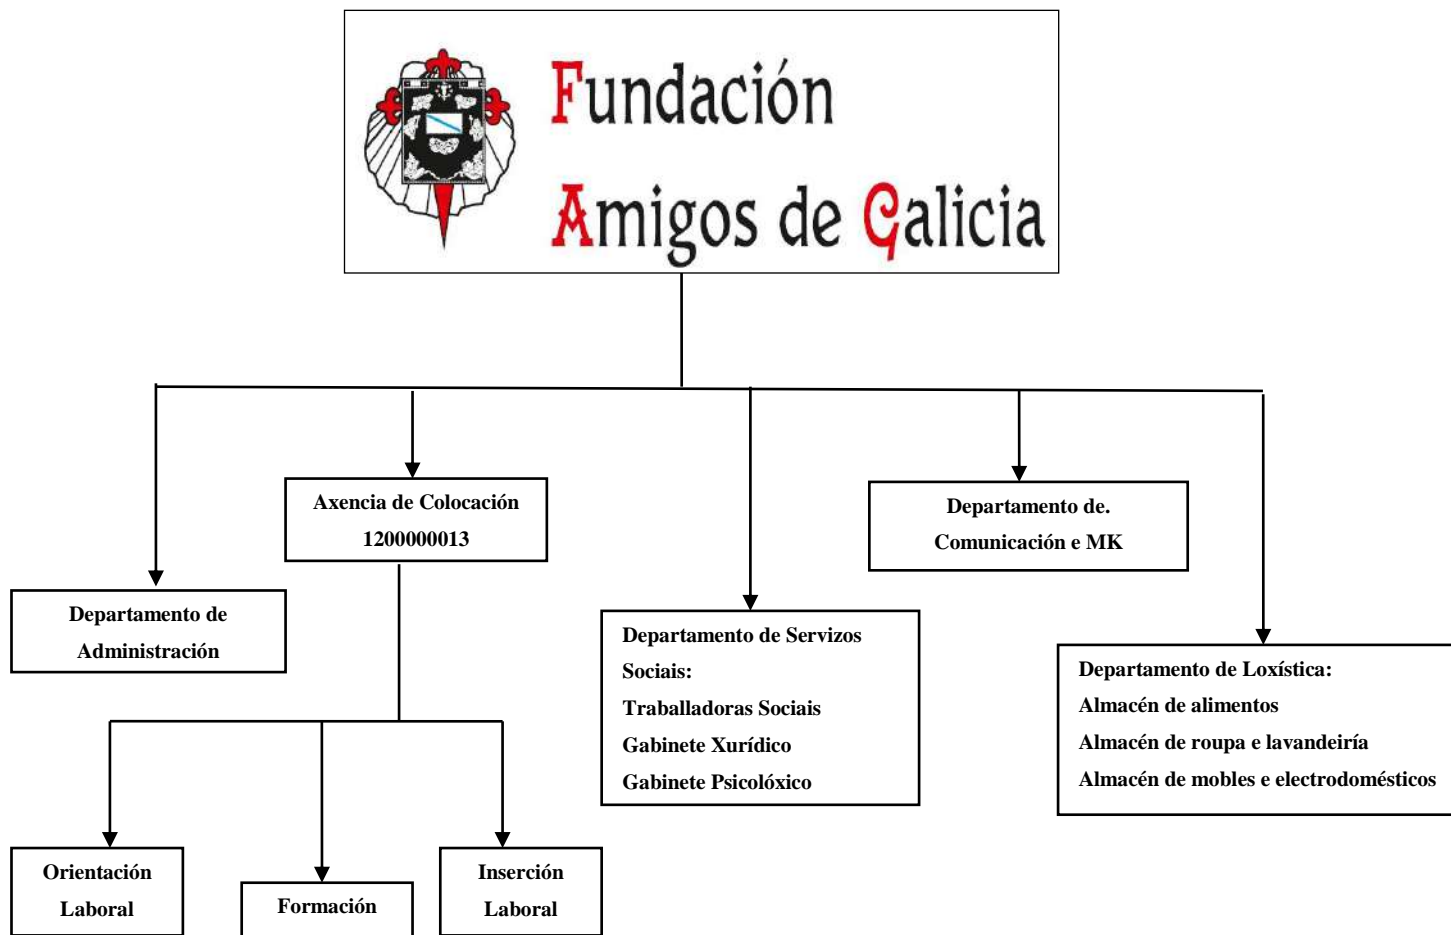 Fundación
Amigos de Galicia
Axencia de Colocación
1200000013
Departamento de.
Comunicación e MK
Departamento de
Administración
Departamento de Servizos
Sociais:
Traballadoras Sociais
Gabinete Xurídico
Gabinete Psicolóxico
Departamento de Loxística:
Almacén de alimentos
Almacén de roupa e lavandeiría
Almacén de mobles e electrodomésticos
Orientación
Laboral
Formación
Inserción
Laboral